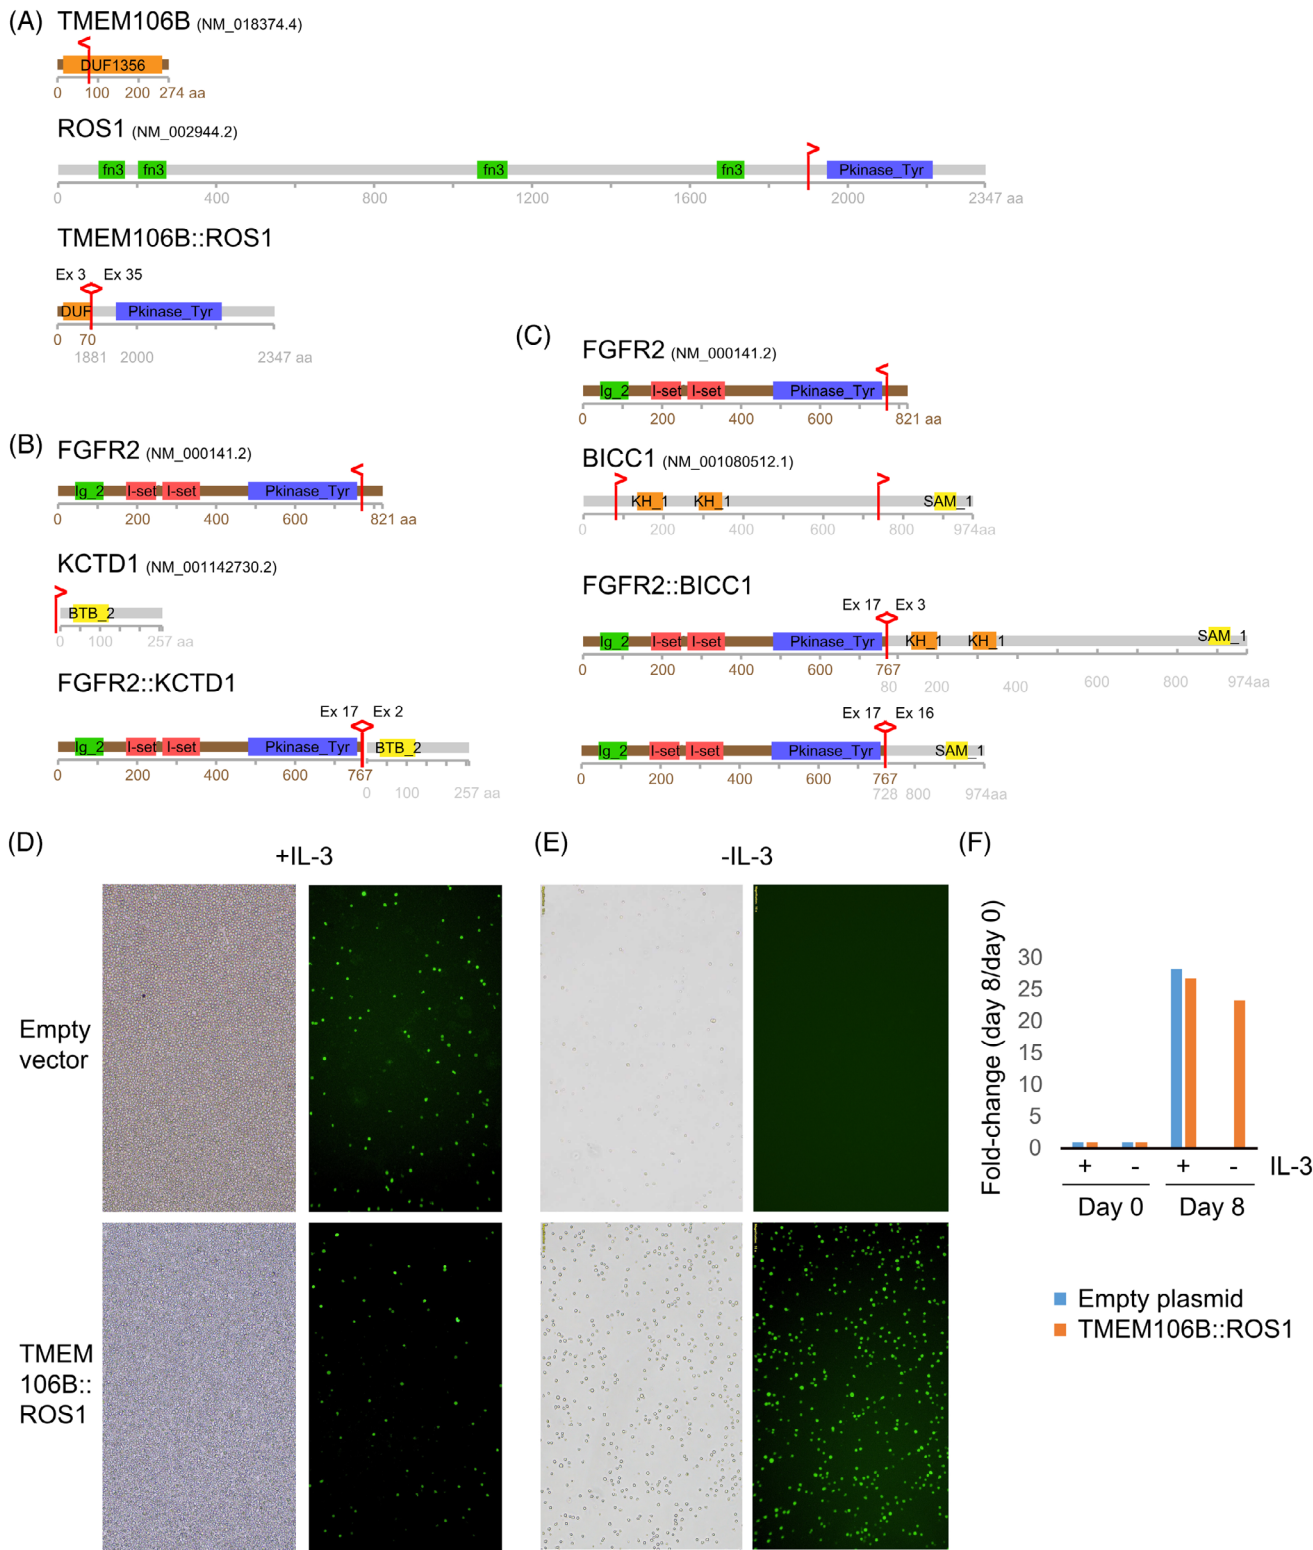 (A)
TMEM106B (NM_018374.4)
DUF1356
0 100 200 274 aa
ROS1 (NM_002944.2)
fn3 fn3 fn3 fn3 Pkinase_Tyr
0 400 800 1200 1600 2000 2347 aa
TMEM106B::ROS1
Ex 3 Ex 35
DUF Pkinase_Tyr
0 70
1881 2000 2347 aa
(B)
FGFR2 (NM_000141.2)
Ig_2 I-set I-set Pkinase_Tyr
0 200 400 600 821 aa
KCTD1 (NM_001142730.2)
BTB_2
0 100 257 aa
FGFR2::KCTD1
Ex 17 Ex 2
Ig_2 I-set I-set Pkinase_Tyr BTB_2
0 200 400 600 767
0 100 257 aa
(C)
FGFR2 (NM_000141.2)
Ig_2 I-set I-set Pkinase_Tyr
0 200 400 600 821 aa
BICC1 (NM_001080512.1)
KH_1 KH_1 SAM_1
0 200 400 600 800 974aa
FGFR2::BICC1
Ex 17 Ex 3
Ig_2 I-set I-set Pkinase_Tyr KH_1 KH_1 SAM_1
0 200 400 600 767
80 200 400 600 800 974aa
Ex 17 Ex 16
Ig_2 I-set I-set Pkinase_Tyr SAM_1
0 200 400 600 767
728 800 974aa
(D)
+IL-3
Empty
vector
TMEM
106B::
ROS1
(E)
-IL-3
(F)
Fold-change (day 8/day 0)
30
25
20
15
10
5
0
+ - + - IL-3
Day 0 Day 8
Empty plasmid
TMEM106B::ROS1